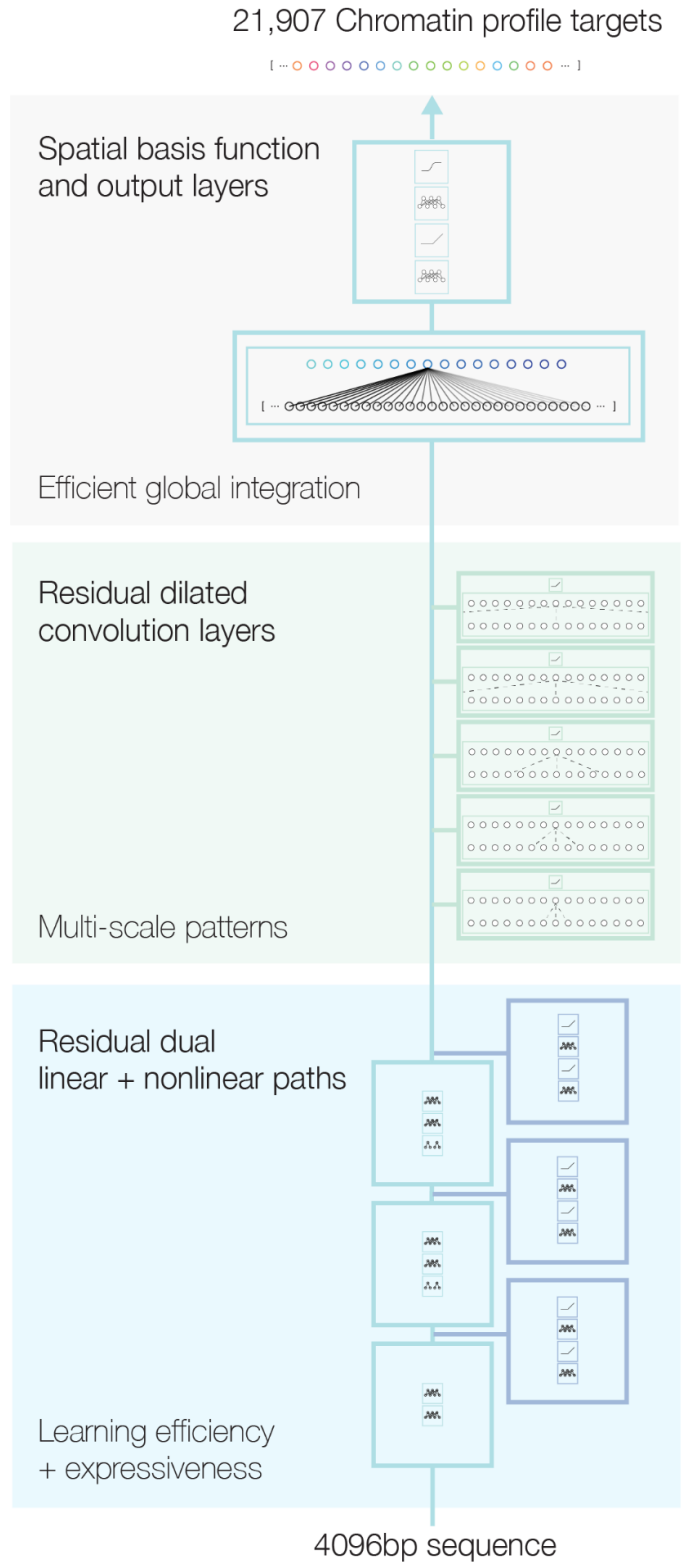 21,907 Chromatin profile targets
[ ··· ··· ]
Spatial basis function
and output layers
[ ··· ··· ]
Efficient global integration
Residual dilated
convolution layers
Multi-scale patterns
Residual dual
linear + nonlinear paths
Learning efficiency
+ expressiveness
4096bp sequence